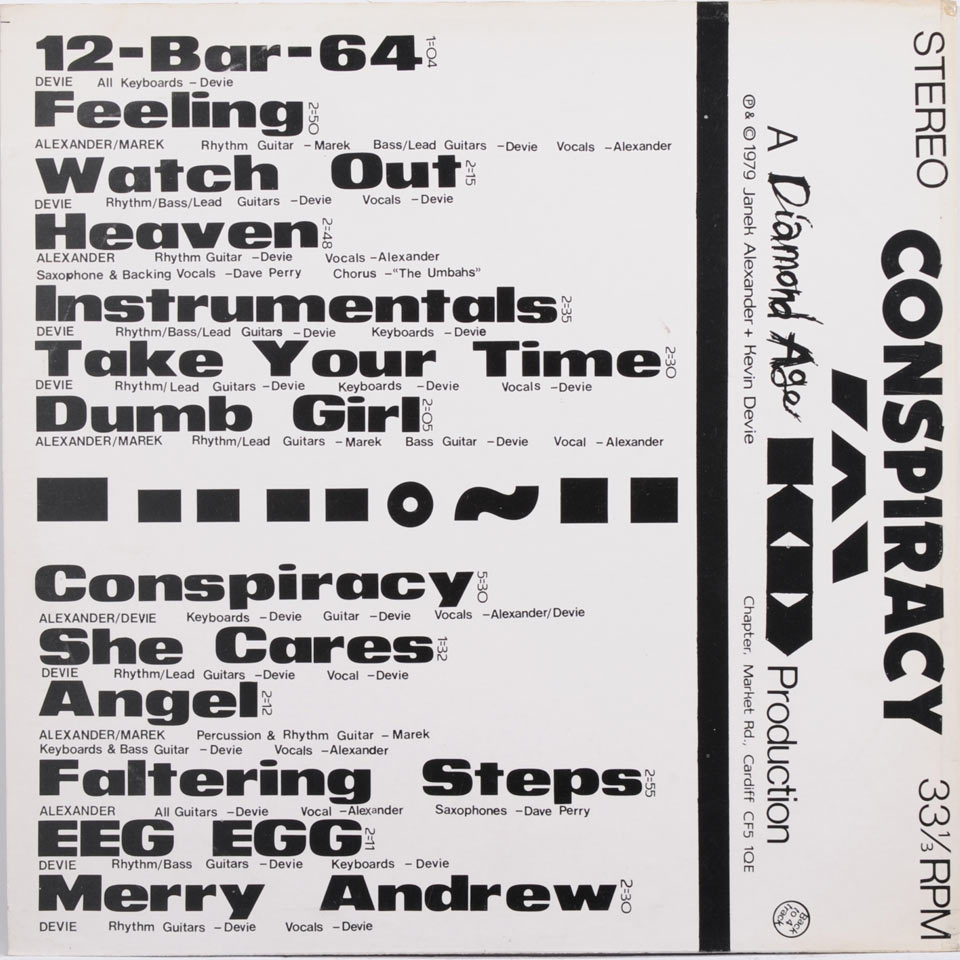 12-Bar-64 1=04
DEVIE All Keyboards – Devie
Feeling 2=50
ALEXANDER/MAREK Rhythm Guitar – Marek Bass/Lead Guitars – Devie Vocals – Alexander
Watch Out 2=15
DEVIE Rhythm/Bass/Lead Guitars – Devie Vocals – Devie
Heaven 2=48
ALEXANDER Rhythm Guitar – Devie Vocals – Alexander
Saxophone & Backing Vocals – Dave Perry Chorus – "The Umbahs"
Instrumentals 2=35
DEVIE Rhythm/Bass/Lead Guitars – Devie Keyboards – Devie
Take Your Time 2=30
DEVIE Rhythm/Lead Guitars – Devie Keyboards – Devie Vocals – Devie
Dumb Girl 2=05
ALEXANDER/MAREK Rhythm/Lead Guitars – Marek Bass Guitar – Devie Vocal – Alexander
Conspiracy 5=30
ALEXANDER/DEVIE Keyboards – Devie Guitar – Devie Vocals – Alexander/Devie
She Cares 1=32
DEVIE Rhythm/Lead Guitars – Devie Vocal – Devie
Angel 2=12
ALEXANDER/MAREK Percussion & Rhythm Guitar – Marek
Keyboards & Bass Guitar – Devie Vocals – Alexander
Faltering Steps 2=55
ALEXANDER All Guitars – Devie Vocal – Alexander Saxophones – Dave Perry
EEG EGG 2=11
DEVIE Rhythm/Bass Guitars – Devie Keyboards – Devie
Merry Andrew 2=30
DEVIE Rhythm Guitars – Devie Vocals – Devie
STEREO CONSPIRACY 33⅓ RPM
A Diamond Age Production
℗ & © 1979 Janek Alexander + Kevin Devie
Chapter, Market Rd., Cardiff CF5 1QE
Back
to 4
track